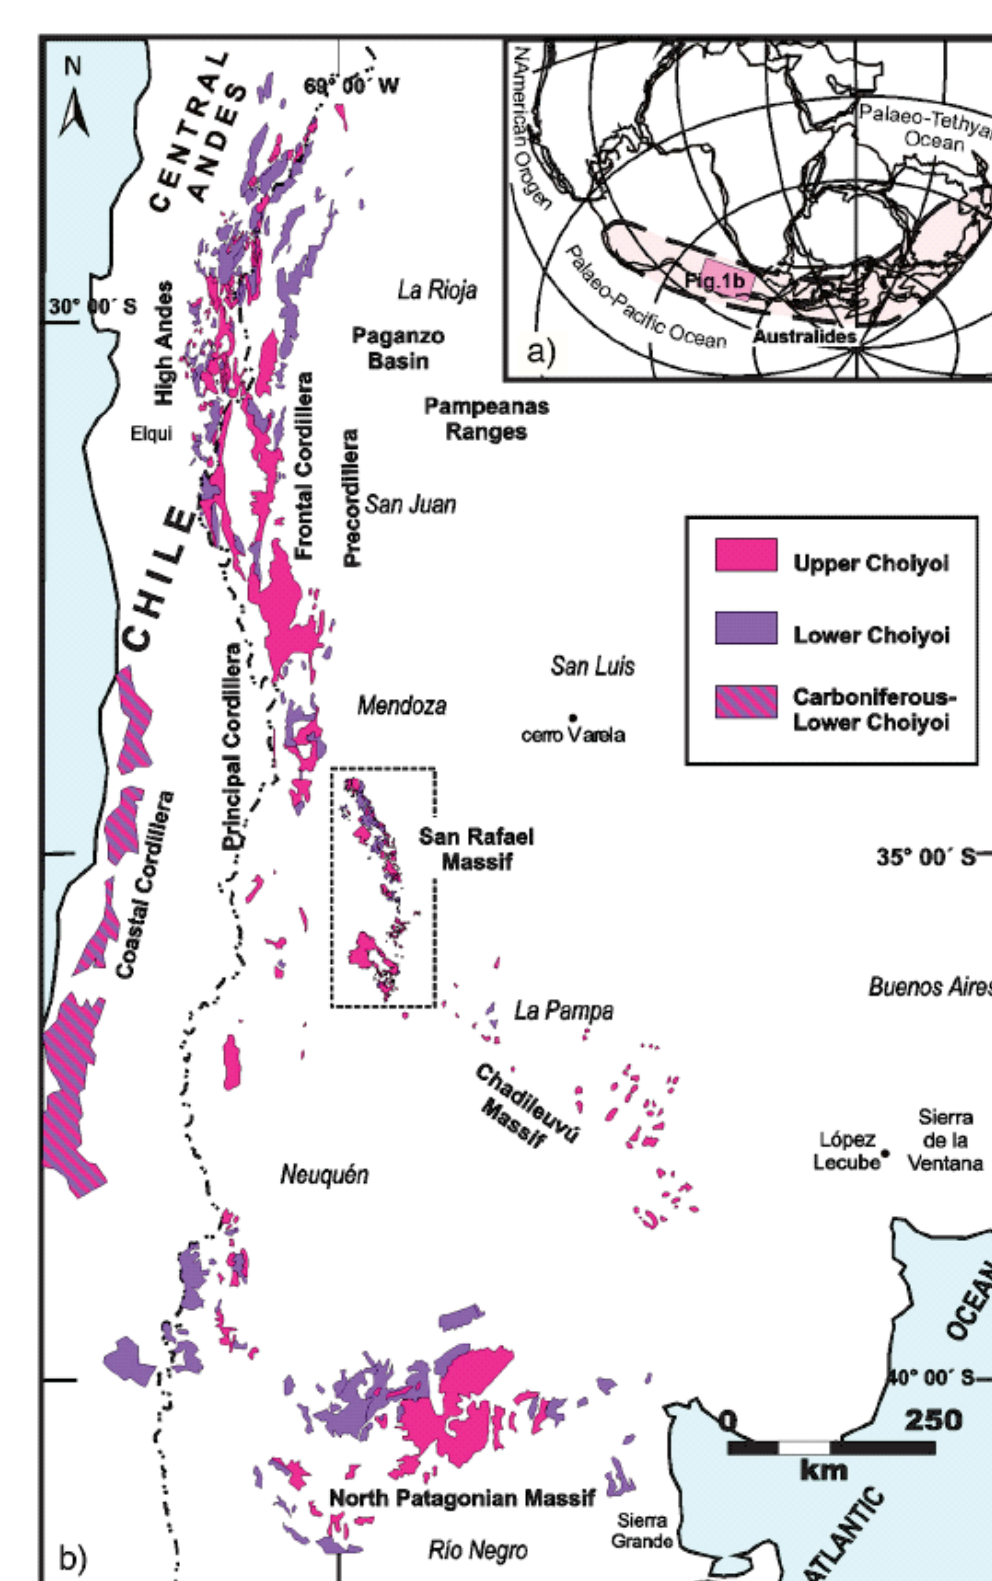 N
CENTRAL
ANDES
69° 00´ W
NAmerican Orogen
Palaeo-Tethya
Ocean
Palaeo-Pacific Ocean
Fig.1b
Australides
a)
30° 00´ S
High Andes
La Rioja
Paganzo
Basin
Pampeanas
Ranges
Elqui
Frontal Cordillera
Precordillera
San Juan
CHILE
Upper Choiyoi
Lower Choiyoi
Carboniferous-
Lower Choiyoi
San Luis
Principal Cordillera
Mendoza
cerro Varela
Coastal Cordillera
San Rafael
Massif
35° 00´ S
Buenos Aires
La Pampa
Chadileuvú
Massif
López
Lecube
Sierra
de la
Ventana
Neuquén
OCEAN
40° 00´ S
0
250
km
North Patagonian Massif
Sierra
Grande
Río Negro
ATLANTIC
b)